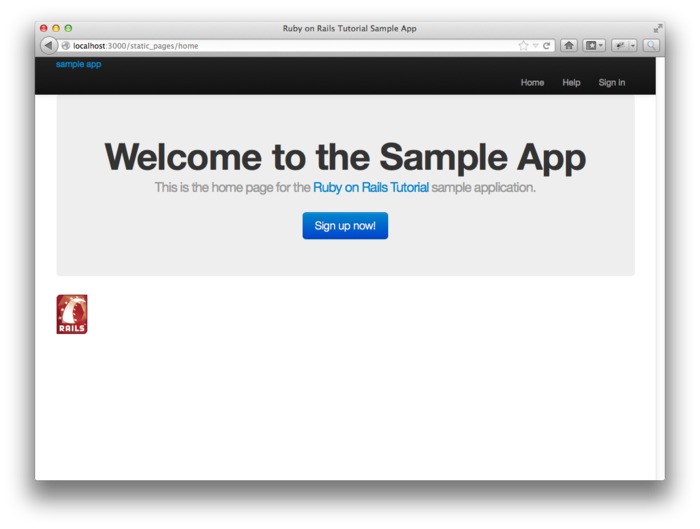 Ruby on Rails Tutorial Sample App
localhost:3000/static_pages/home
sample app
Home Help Sign in
Welcome to the Sample App
This is the home page for the Ruby on Rails Tutorial sample application.
Sign up now!
RAILS